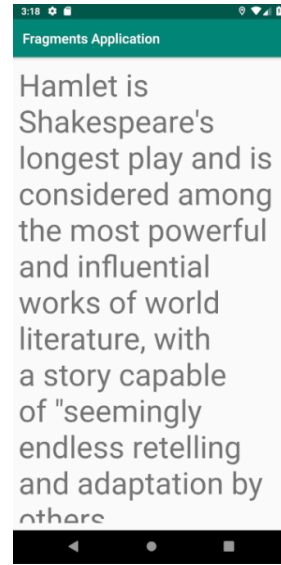 3:18
Fragments Application
Hamlet is
Shakespeare's
longest play and is
considered among
the most powerful
and influential
works of world
literature, with
a story capable
of "seemingly
endless retelling
and adaptation by
others